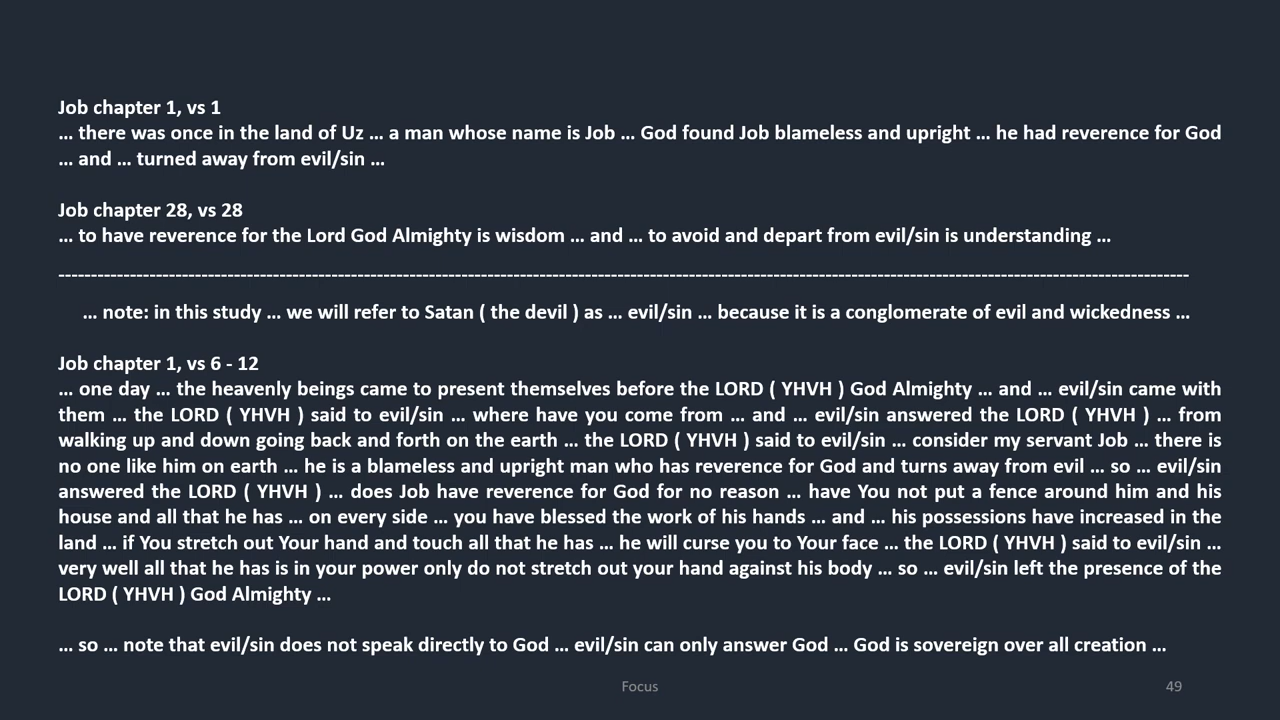 Job chapter 1, vs 1
... there was once in the land of Uz ... a man whose name is Job ... God found Job blameless and upright ... he had reverence for God
... and ... turned away from evil/sin ...
Job chapter 28, vs 28
... to have reverence for the Lord God Almighty is wisdom ... and ... to avoid and depart from evil/sin is understanding ...
------------------------------------------------------------------------------------------------------------------------------------------------------------------------------
... note: in this study ... we will refer to Satan ( the devil ) as ... evil/sin ... because it is a conglomerate of evil and wickedness ...
Job chapter 1, vs 6 - 12
... one day ... the heavenly beings came to present themselves before the LORD ( YHVH ) God Almighty ... and ... evil/sin came with
them ... the LORD ( YHVH ) said to evil/sin ... where have you come from ... and ... evil/sin answered the LORD ( YHVH ) ... from
walking up and down going back and forth on the earth ... the LORD ( YHVH ) said to evil/sin ... consider my servant Job ... there is
no one like him on earth ... he is a blameless and upright man who has reverence for God and turns away from evil ... so ... evil/sin
answered the LORD ( YHVH ) ... does Job have reverence for God for no reason ... have You not put a fence around him and his
house and all that he has ... on every side ... you have blessed the work of his hands ... and ... his possessions have increased in the
land ... if You stretch out Your hand and touch all that he has ... he will curse you to Your face ... the LORD ( YHVH ) said to evil/sin ...
very well all that he has is in your power only do not stretch out your hand against his body ... so ... evil/sin left the presence of the
LORD ( YHVH ) God Almighty ...
... so ... note that evil/sin does not speak directly to God ... evil/sin can only answer God ... God is sovereign over all creation ...
Focus
49